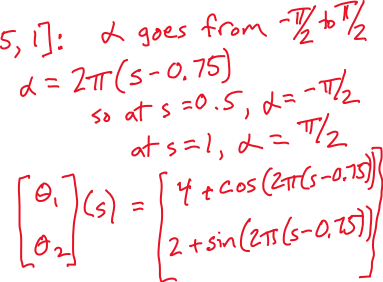 5, 1]: α goes from -π/2 to π/2
α = 2π(s-0.75)
so at s=0.5, α=-π/2
at s=1, α = π/2
[θ₁ θ₂](s) = [4 + cos(2π(s-0.75))
2 + sin(2π(s-0.75))]